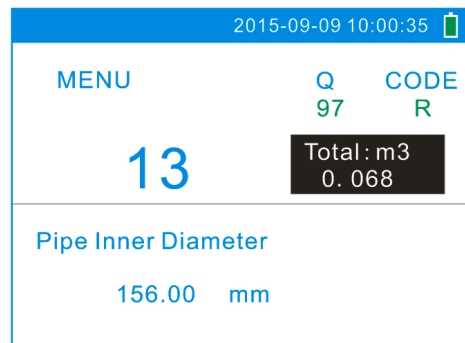 2015-09-09 10:00:35
MENU Q CODE
97 R
13
Total: m3
0. 068
Pipe Inner Diameter
156.00 mm